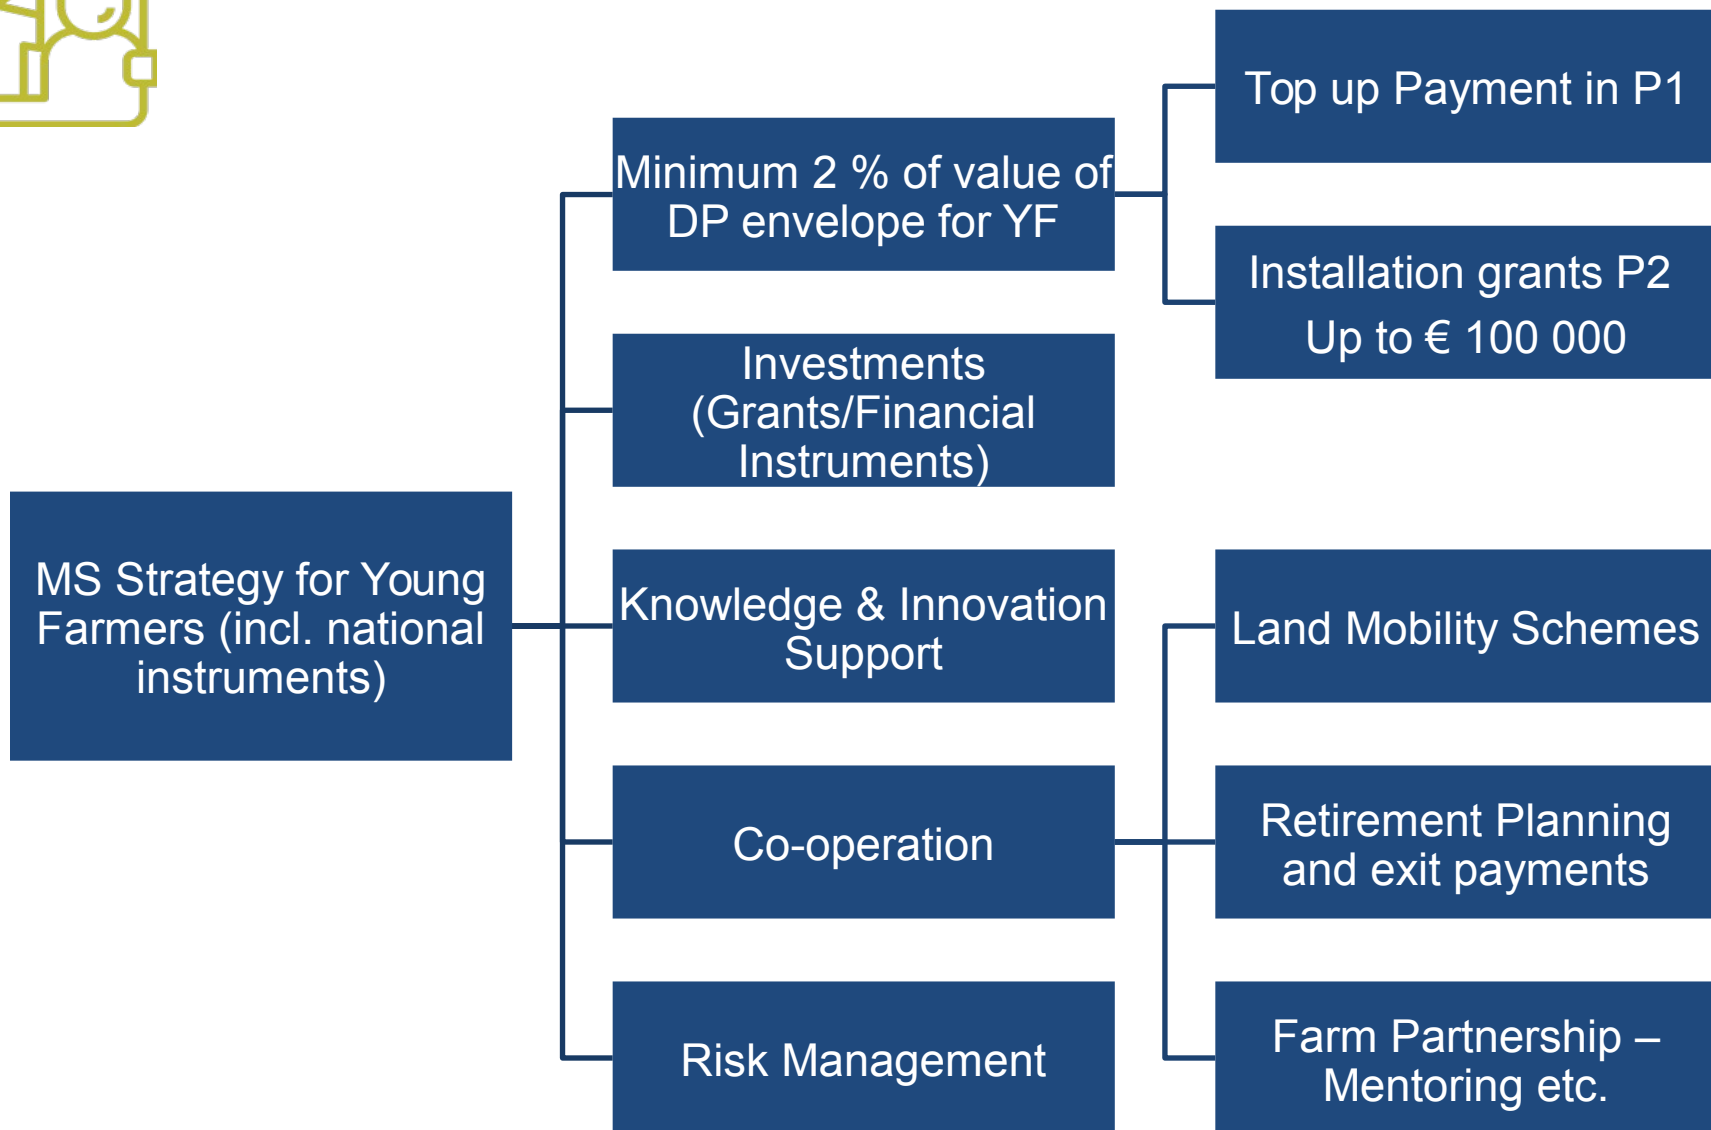 MS Strategy for Young
Farmers (incl. national
instruments)
Minimum 2 % of value of
DP envelope for YF
Top up Payment in P1
Installation grants P2
Up to € 100 000
Investments
(Grants/Financial
Instruments)
Knowledge & Innovation
Support
Co-operation
Land Mobility Schemes
Retirement Planning
and exit payments
Farm Partnership –
Mentoring etc.
Risk Management